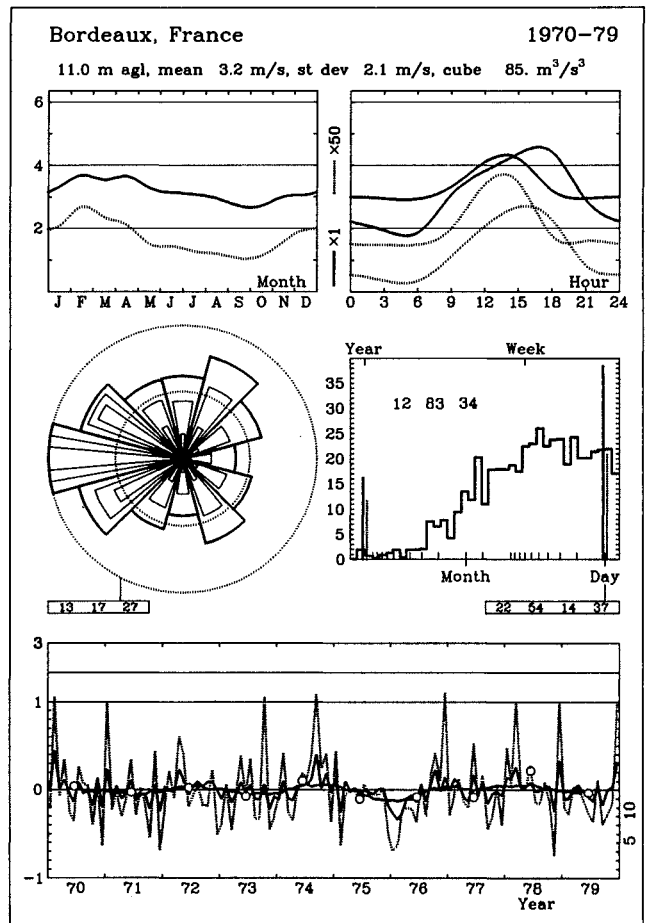 Bordeaux, France 1970-79
11.0 m agl, mean 3.2 m/s, st dev 2.1 m/s, cube 85. m³/s³
6
4
2
×50
×1
Month
Hour
J F M A M J J A S O N D
0 3 6 9 12 15 18 21 24
Year Week
35
30
25
20
15
10
5
0
12 83 34
Month Day
13 17 27
22 54 14 37
3
1
0
-1
5 10
70 71 72 73 74 75 76 77 78 79
Year